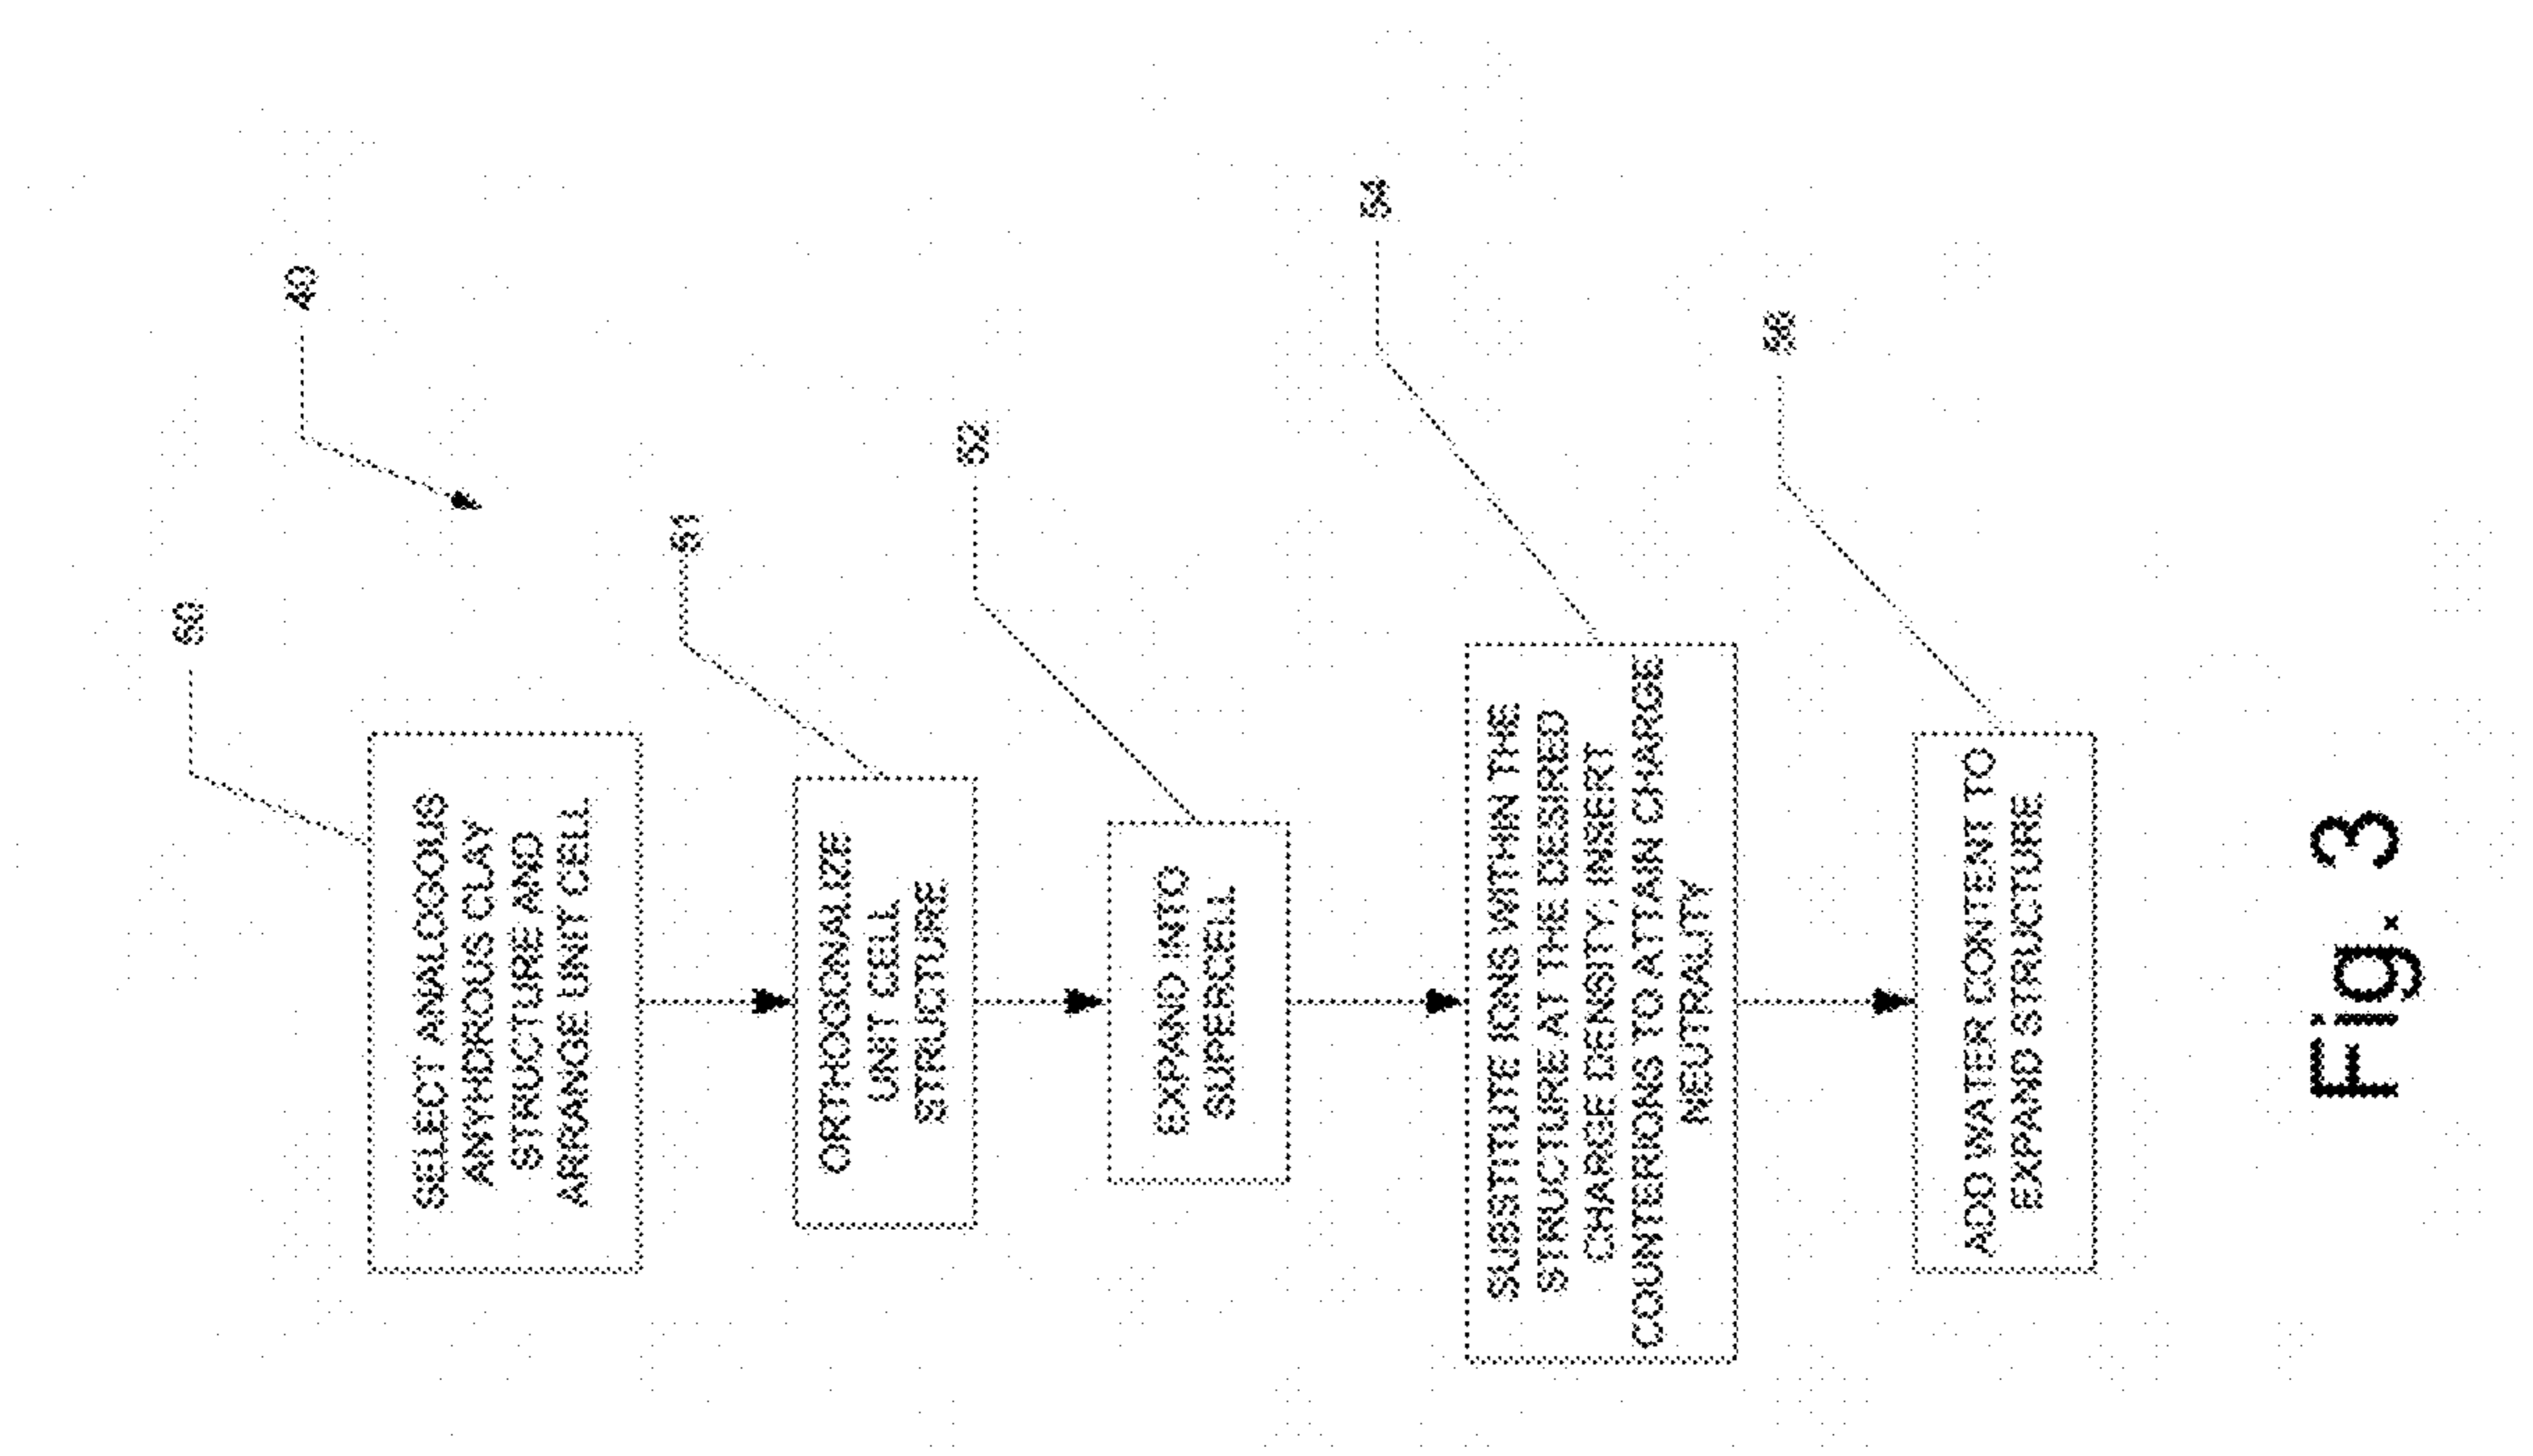 50
40
SELECT ANALOGOUS
ANYHDROUS CLAY
STRUCTURE AND
ARRANGE UNIT CELL
51
ORTHOGONALIZE
UNIT CELL
STRUCTURE
52
EXPAND INTO
SUPERCELL
54
SUBSTITUTE IONS WITHIN THE
STRUCTURE AT THE DESIRED
CHARGE DENSITY, INSERT
COUNTERIONS TO ATTAIN CHARGE
NEUTRALITY
56
ADD WATER CONTENT TO
EXPAND STRUCTURE
Fig. 3